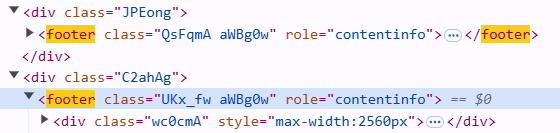 ▼<div class="JPEong">
▶<footer class="QsFqmA aWBg0w" role="contentinfo">…</footer>
</div>
▼<div class="C2ahAg">
▼<footer class="UKx_fw aWBg0w" role="contentinfo"> == $0
▶<div class="wc0cmA" style="max-width:2560px">…</div>